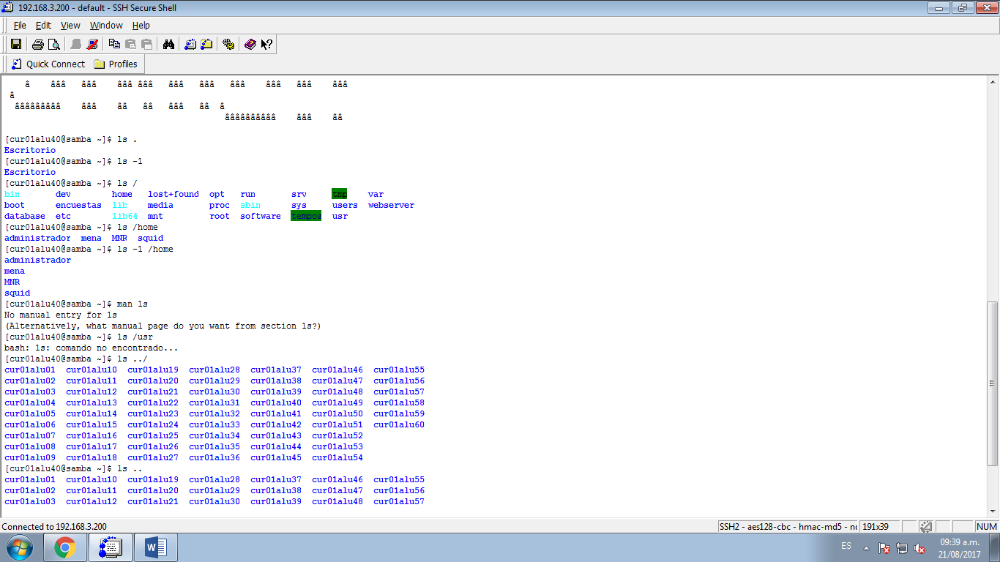 192.168.3.200 - default - SSH Secure Shell
File Edit View Window Help
Quick Connect Profiles
â âââ âââ âââ âââ âââ âââ âââ âââ âââ âââ
â
âââââââââ âââ ââ ââ âââ ââ â
ââââââââââ âââ ââ
[cur01alu40@samba ~]$ ls .
Escritorio
[cur01alu40@samba ~]$ ls -1
Escritorio
[cur01alu40@samba ~]$ ls /
bin dev home lost+found opt run srv tmp var
boot encuestas lib media proc sbin sys users webserver
database etc lib64 mnt root software tempos usr
[cur01alu40@samba ~]$ ls /home
administrador mena MNR squid
[cur01alu40@samba ~]$ ls -1 /home
administrador
mena
MNR
squid
[cur01alu40@samba ~]$ man 1s
No manual entry for 1s
(Alternatively, what manual page do you want from section 1s?)
[cur01alu40@samba ~]$ 1s /usr
bash: 1s: comando no encontrado...
[cur01alu40@samba ~]$ ls ../
cur01alu01 cur01alu10 cur01alu19 cur01alu28 cur01alu37 cur01alu46 cur01alu55
cur01alu02 cur01alu11 cur01alu20 cur01alu29 cur01alu38 cur01alu47 cur01alu56
cur01alu03 cur01alu12 cur01alu21 cur01alu30 cur01alu39 cur01alu48 cur01alu57
cur01alu04 cur01alu13 cur01alu22 cur01alu31 cur01alu40 cur01alu49 cur01alu58
cur01alu05 cur01alu14 cur01alu23 cur01alu32 cur01alu41 cur01alu50 cur01alu59
cur01alu06 cur01alu15 cur01alu24 cur01alu33 cur01alu42 cur01alu51 cur01alu60
cur01alu07 cur01alu16 cur01alu25 cur01alu34 cur01alu43 cur01alu52
cur01alu08 cur01alu17 cur01alu26 cur01alu35 cur01alu44 cur01alu53
cur01alu09 cur01alu18 cur01alu27 cur01alu36 cur01alu45 cur01alu54
[cur01alu40@samba ~]$ ls ..
cur01alu01 cur01alu10 cur01alu19 cur01alu28 cur01alu37 cur01alu46 cur01alu55
cur01alu02 cur01alu11 cur01alu20 cur01alu29 cur01alu38 cur01alu47 cur01alu56
cur01alu03 cur01alu12 cur01alu21 cur01alu30 cur01alu39 cur01alu48 cur01alu57
Connected to 192.168.3.200 SSH2 - aes128-cbc - hmac-md5 - 191x39 NUM
ES 09:39 a.m.
21/08/2017